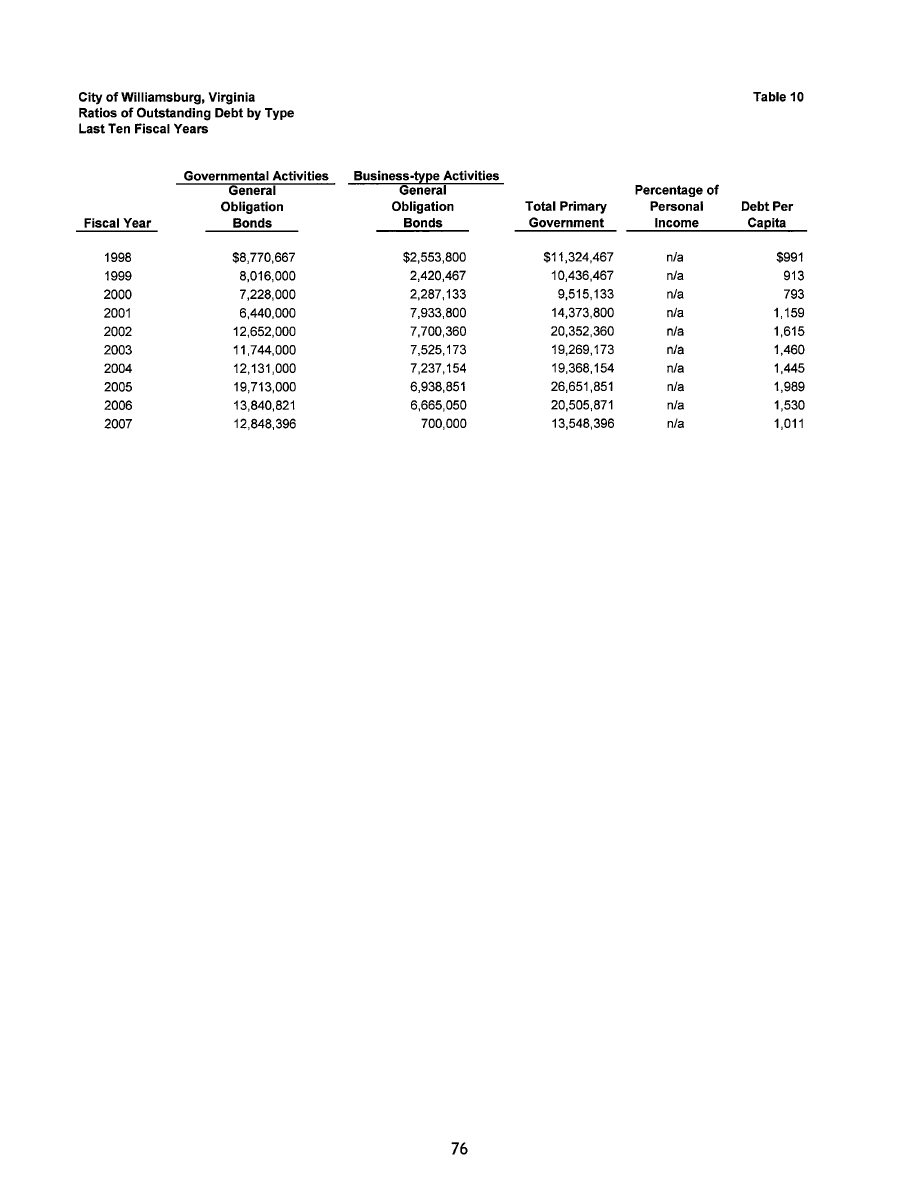 City of Williamsburg, Virginia Table 10
Ratios of Outstanding Debt by Type
Last Ten Fiscal Years
Governmental Activities Business-type Activities
General General Percentage of
Obligation Obligation Total Primary Personal Debt Per
Fiscal Year Bonds Bonds Government Income Capita
1998 $8,770,667 $2,553,800 $11,324,467 n/a $991
1999 8,016,000 2,420,467 10,436,467 n/a 913
2000 7,228,000 2,287,133 9,515,133 n/a 793
2001 6,440,000 7,933,800 14,373,800 n/a 1,159
2002 12,652,000 7,700,360 20,352,360 n/a 1,615
2003 11,744,000 7,525,173 19,269,173 n/a 1,460
2004 12,131,000 7,237,154 19,368,154 n/a 1,445
2005 19,713,000 6,938,851 26,651,851 n/a 1,989
2006 13,840,821 6,665,050 20,505,871 n/a 1,530
2007 12,848,396 700,000 13,548,396 n/a 1,011
76